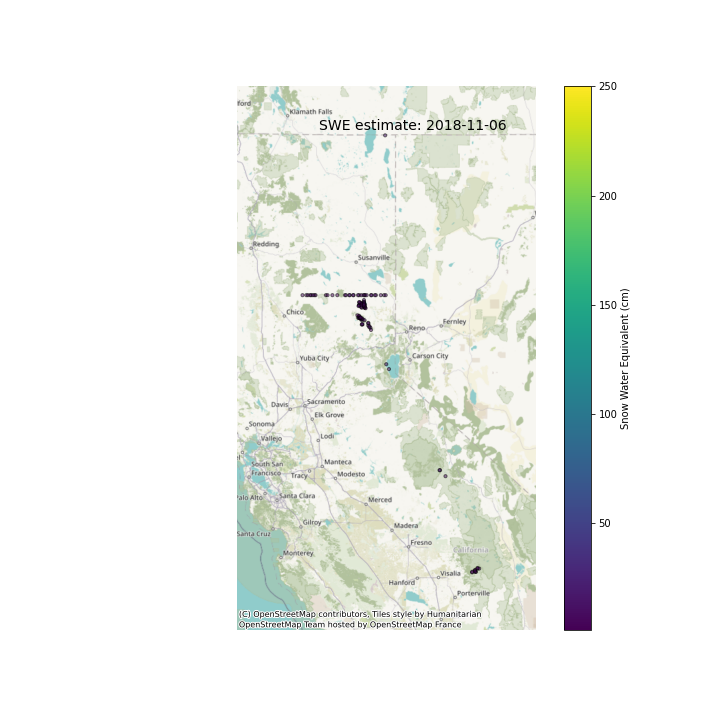 ford
Klamath Falls
SWE estimate: 2018-11-06
Redding
Susanville
Chico
Reno
Fernley
Yuba City
Carson City
Davis
Sacramento
Elk Grove
Sonoma
Vallejo
Lodi
South San
Francisco
Manteca
Tracy
Modesto
Palo Alto
Santa Clara
Merced
Gilroy
Madera
Santa Cruz
Fresno
California
Monterey
Hanford
Visalia
Porterville
(C) OpenStreetMap contributors, Tiles style by Humanitarian
OpenStreetMap Team hosted by OpenStreetMap France
250
200
150
100
50
Snow Water Equivalent (cm)